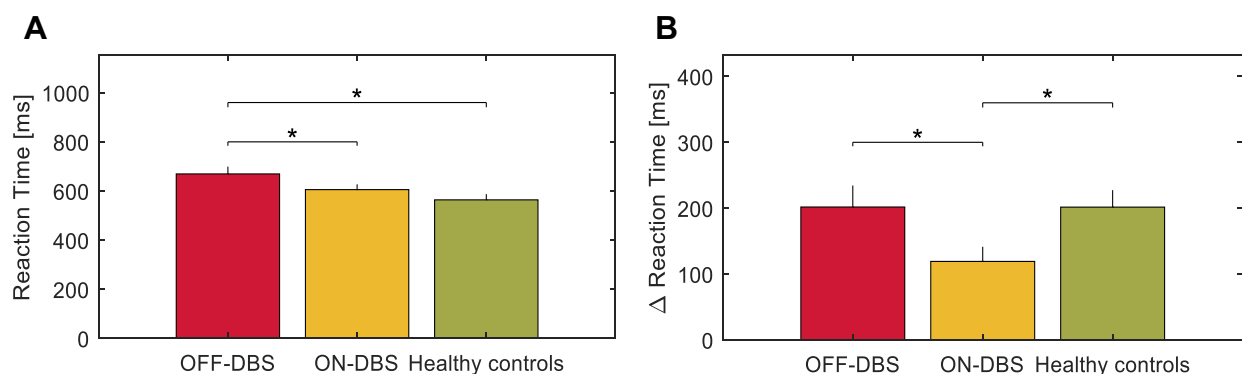 A
Reaction Time [ms]
1000
800
600
400
200
0
*
*
OFF-DBS ON-DBS Healthy controls
B
Δ Reaction Time [ms]
400
300
200
100
0
*
*
OFF-DBS ON-DBS Healthy controls